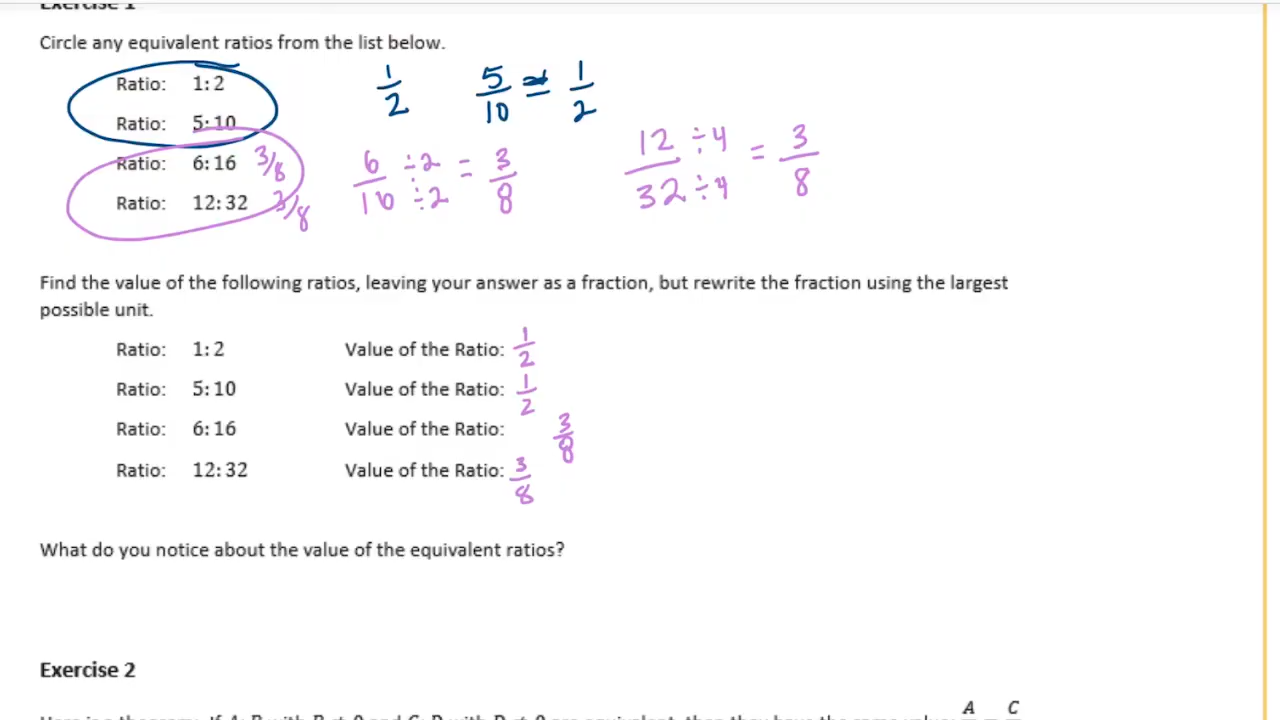 Exercise 1
Circle any equivalent ratios from the list below.
Ratio: 1:2 1/2 5/10 = 1/2
Ratio: 5:10
Ratio: 6:16 3/8 6/16 ÷2/÷2 = 3/8 12/32 ÷4/÷4 = 3/8
Ratio: 12:32 3/8
Find the value of the following ratios, leaving your answer as a fraction, but rewrite the fraction using the largest
possible unit.
Ratio: 1:2 Value of the Ratio: 1/2
Ratio: 5:10 Value of the Ratio: 1/2
Ratio: 6:16 Value of the Ratio: 3/8
Ratio: 12:32 Value of the Ratio: 3/8
What do you notice about the value of the equivalent ratios?
Exercise 2
A C